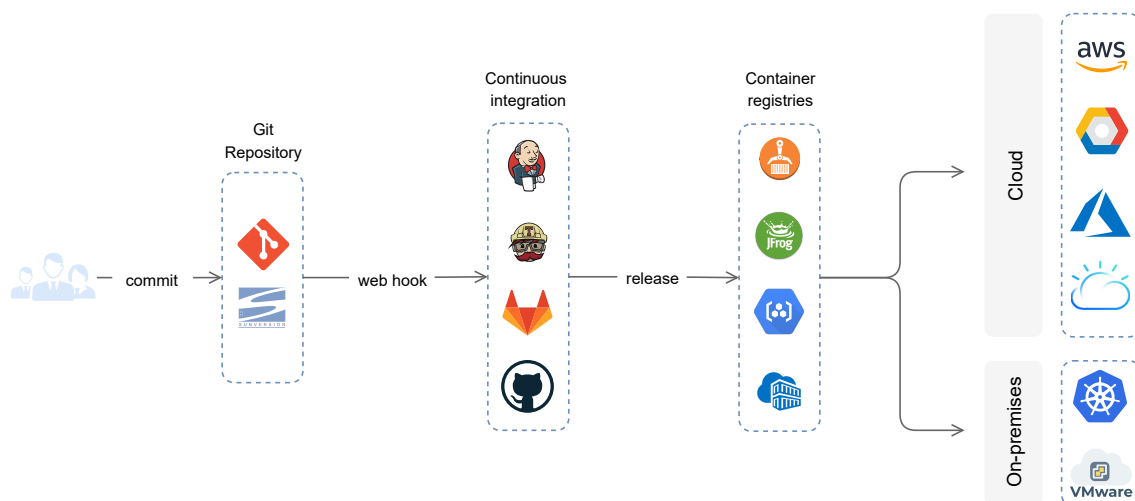 Git
Repository
Continuous
integration
Container
registries
commit
web hook
release
SUBVERSION
T
JFrog
Cloud
On-premises
aws
VMware